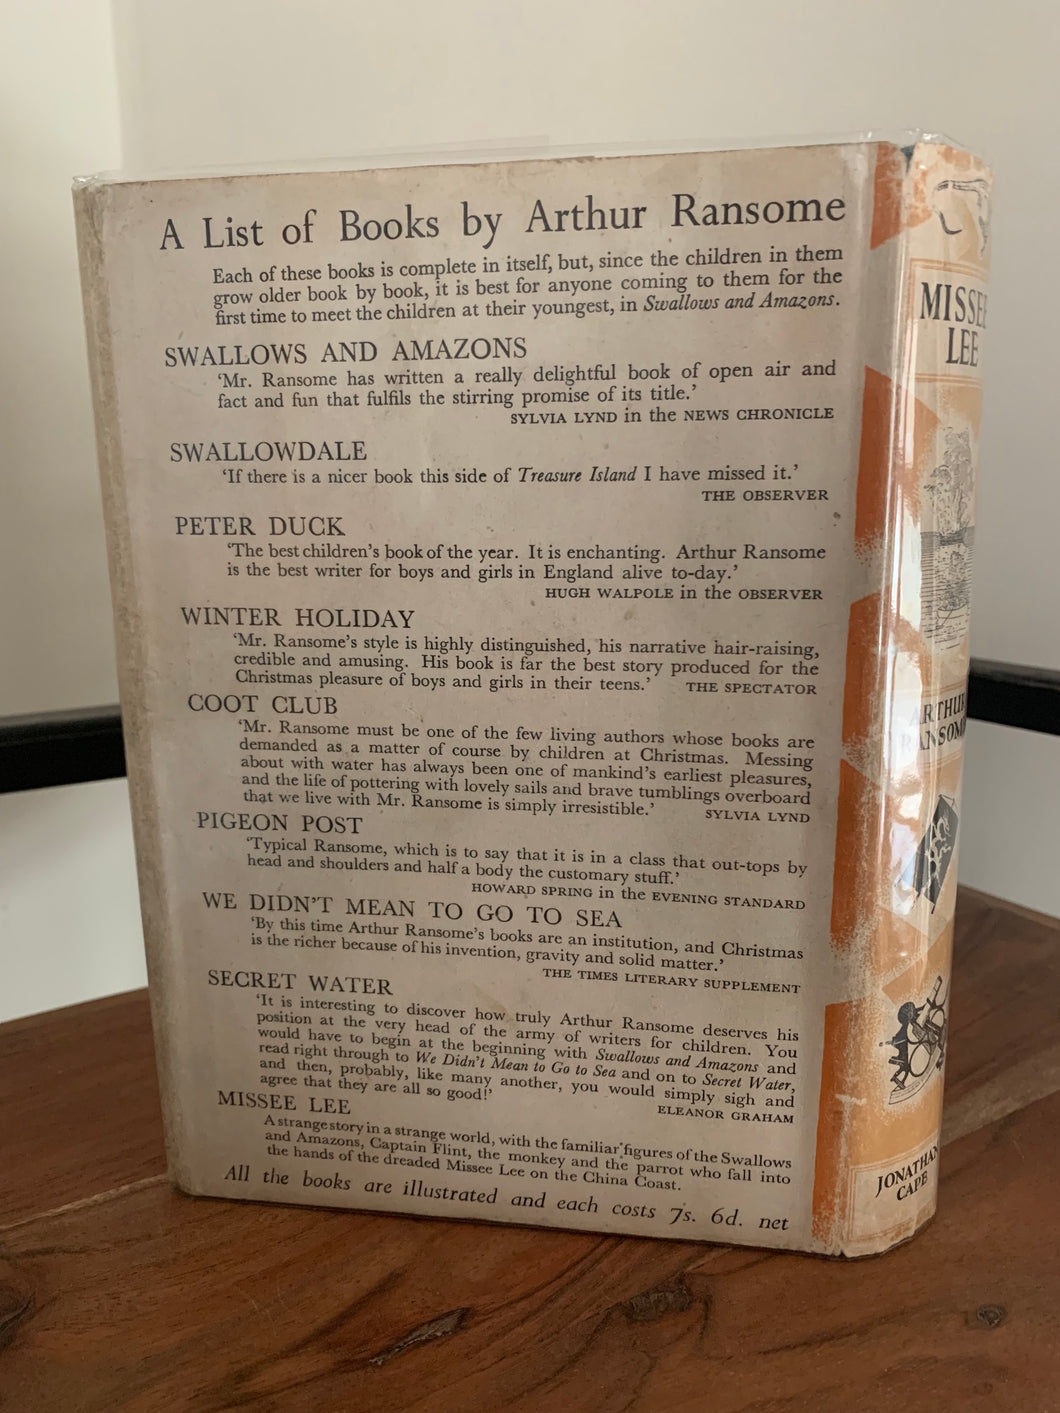 A List of Books by Arthur Ransome
Each of these books is complete in itself, but, since the children in them
grow older book by book, it is best for anyone coming to them for the
first time to meet the children at their youngest, in Swallows and Amazons.
SWALLOWS AND AMAZONS
‘Mr. Ransome has written a really delightful book of open air and
fact and fun that fulfils the stirring promise of its title.’
SYLVIA LYND in the NEWS CHRONICLE
SWALLOWDALE
‘If there is a nicer book this side of Treasure Island I have missed it.’
THE OBSERVER
PETER DUCK
‘The best children’s book of the year. It is enchanting. Arthur Ransome
is the best writer for boys and girls in England alive to-day.’
HUGH WALPOLE in the OBSERVER
WINTER HOLIDAY
‘Mr. Ransome’s style is highly distinguished, his narrative hair-raising,
credible and amusing. His book is far the best story produced for the
Christmas pleasure of boys and girls in their teens.’ THE SPECTATOR
COOT CLUB
‘Mr. Ransome must be one of the few living authors whose books are
demanded as a matter of course by children at Christmas. Messing
about with water has always been one of mankind’s earliest pleasures,
and the life of pottering with lovely sails and brave tumblings overboard
that we live with Mr. Ransome is simply irresistible.’ SYLVIA LYND
PIGEON POST
‘Typical Ransome, which is to say that it is in a class that out-tops by
head and shoulders and half a body the customary stuff.’
HOWARD SPRING in the EVENING STANDARD
WE DIDN’T MEAN TO GO TO SEA
‘By this time Arthur Ransome’s books are an institution, and Christmas
is the richer because of his invention, gravity and solid matter.’
THE TIMES LITERARY SUPPLEMENT
SECRET WATER
‘It is interesting to discover how truly Arthur Ransome deserves his
position at the very head of the army of writers for children. You
would have to begin at the beginning with Swallows and Amazons and
read right through to We Didn’t Mean to Go to Sea and on to Secret Water,
and then, probably, like many another, you would simply sigh and
agree that they are all so good!’ ELEANOR GRAHAM
MISSEE LEE
A strange story in a strange world, with the familiar figures of the Swallows
and Amazons, Captain Flint, the monkey and the parrot who fall into
the hands of the dreaded Missee Lee on the China Coast.
All the books are illustrated and each costs 7s. 6d. net
MISSEE
LEE
ARTHUR
RANSOME
JONATHAN
CAPE